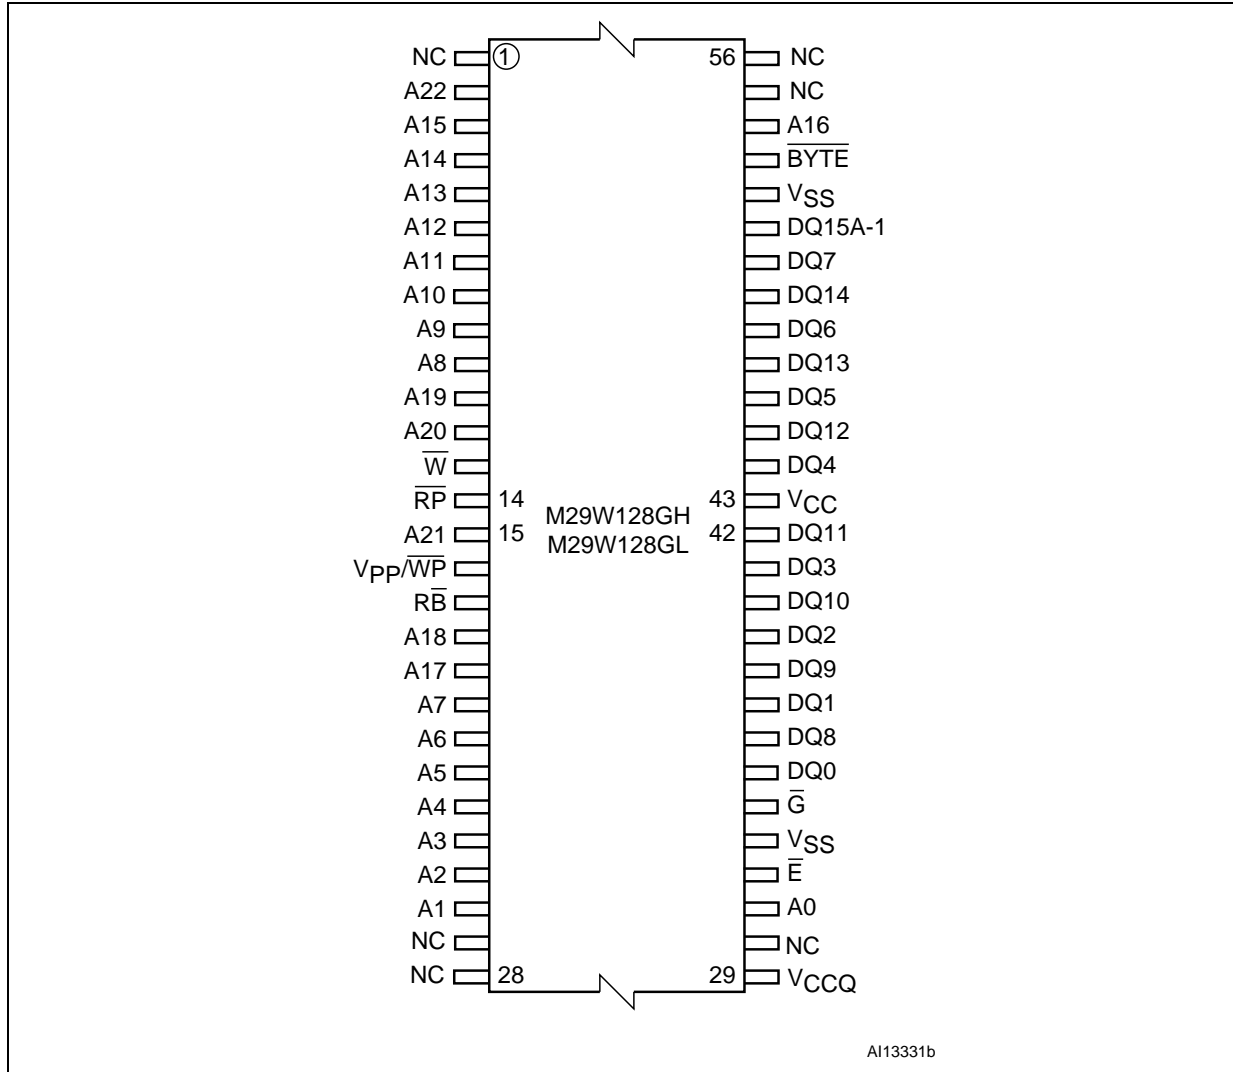 NC 1 56 NC
A22 NC
A15 A16
A14 B̅Y̅T̅E̅
A13 VSS
A12 DQ15A-1
A11 DQ7
A10 DQ14
A9 DQ6
A8 DQ13
A19 DQ5
A20 DQ12
W̅ DQ4
R̅P̅ 14 43 VCC
A21 15 42 DQ11
M29W128GH
M29W128GL
VPP/W̅P̅ DQ3
RB̅ DQ10
A18 DQ2
A17 DQ9
A7 DQ1
A6 DQ8
A5 DQ0
A4 G̅
A3 VSS
A2 E̅
A1 A0
NC NC
NC 28 29 VCCQ
AI13331b